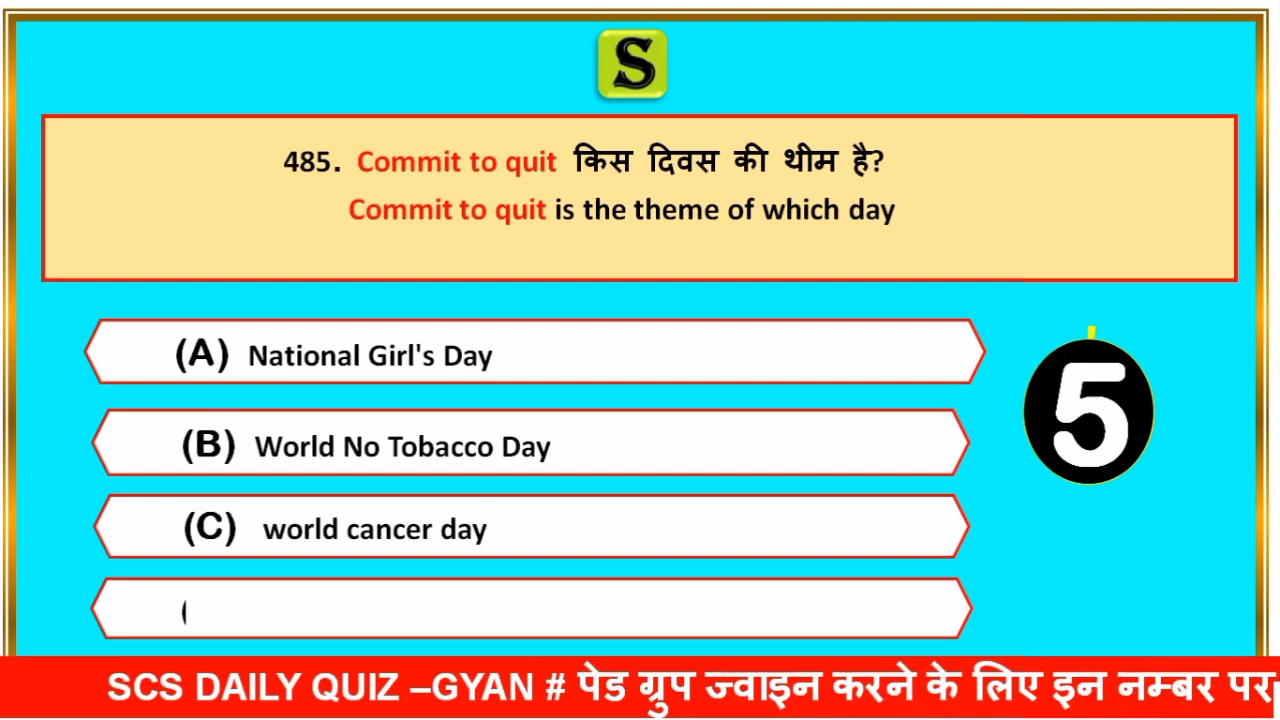 S
485. Commit to quit किस दिवस की थीम है?
Commit to quit is the theme of which day
(A) National Girl's Day
(B) World No Tobacco Day
5
(C) world cancer day
(
SCS DAILY QUIZ –GYAN # पेड ग्रुप ज्वाइन करने के लिए इन नम्बर पर